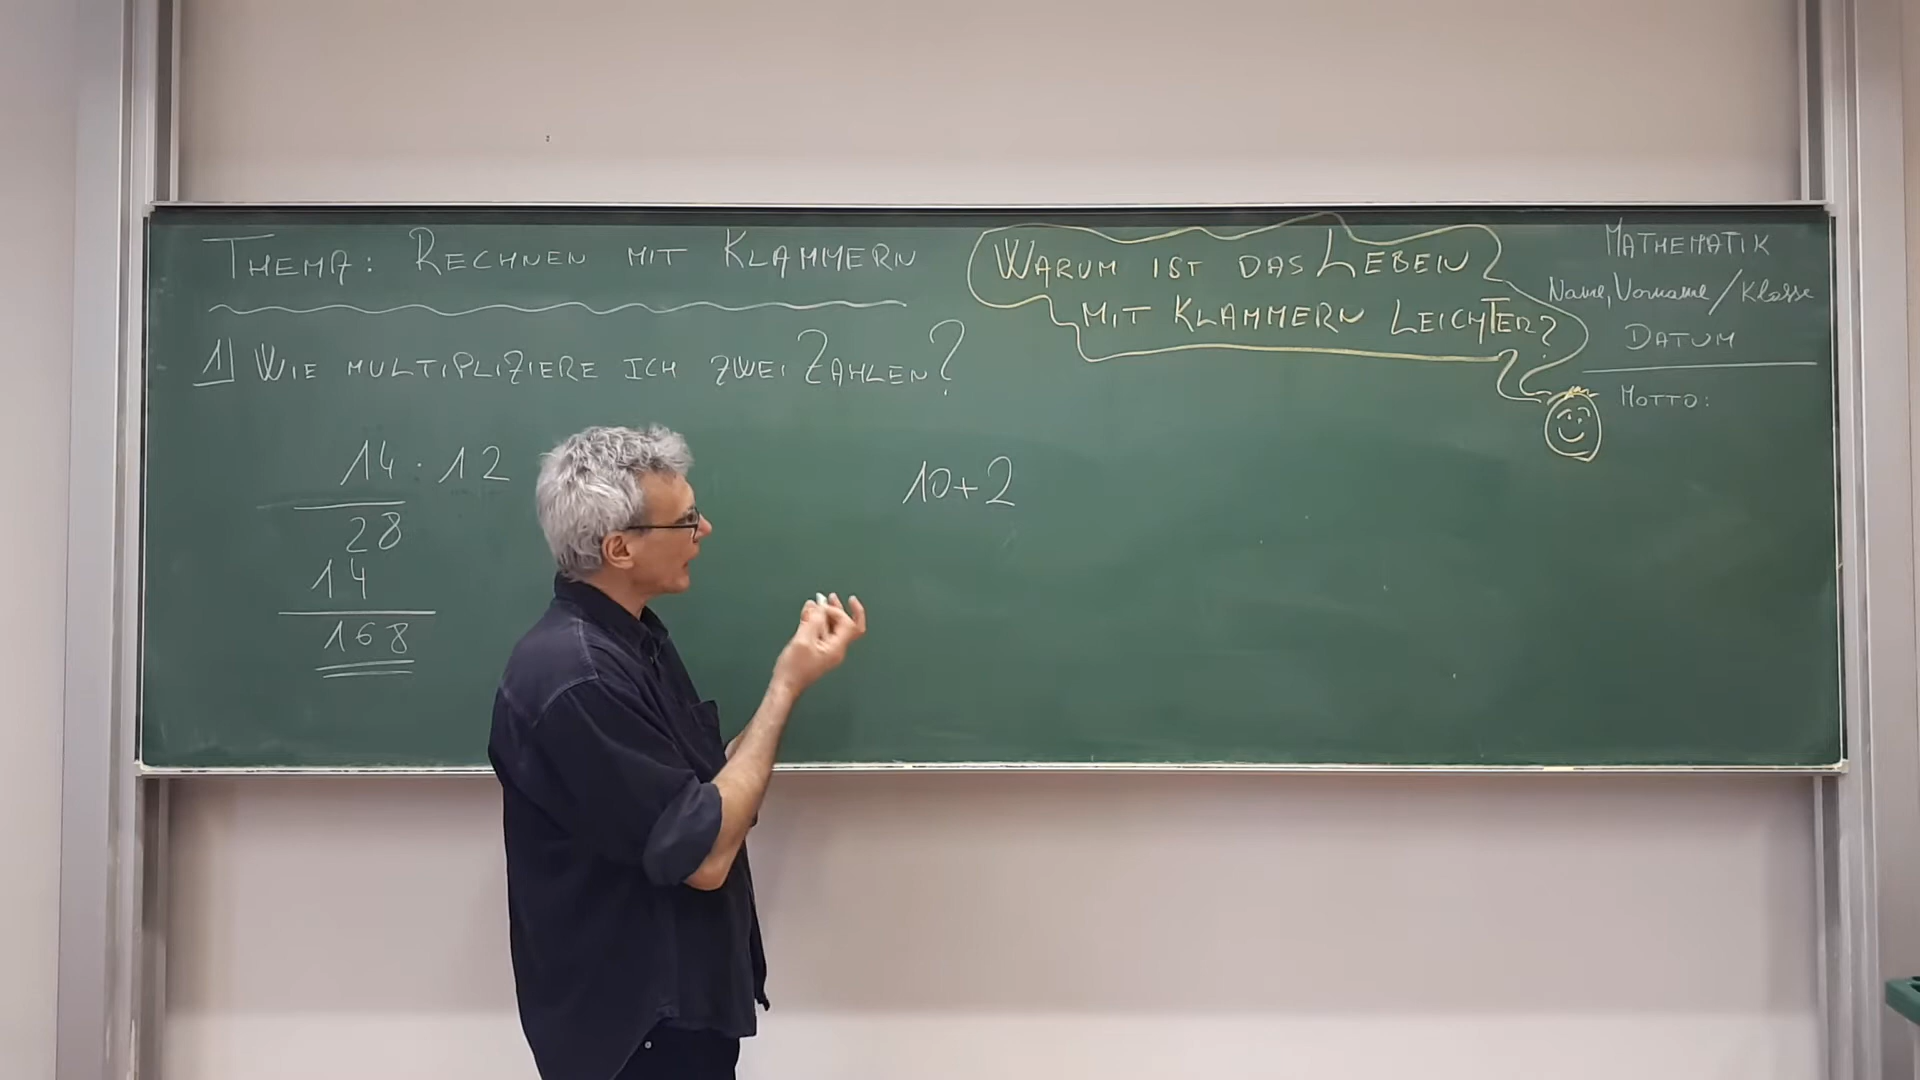 THEMA: RECHNEN MIT KLAMMERN
1] WIE MULTIPLIZIERE ICH ZWEI ZAHLEN?
14 · 12
28
14
168
10+2
WARUM IST DAS LEBEN
MIT KLAMMERN LEICHTER?
MATHEMATIK
Name, Vorname / Klasse
DATUM
MOTTO: